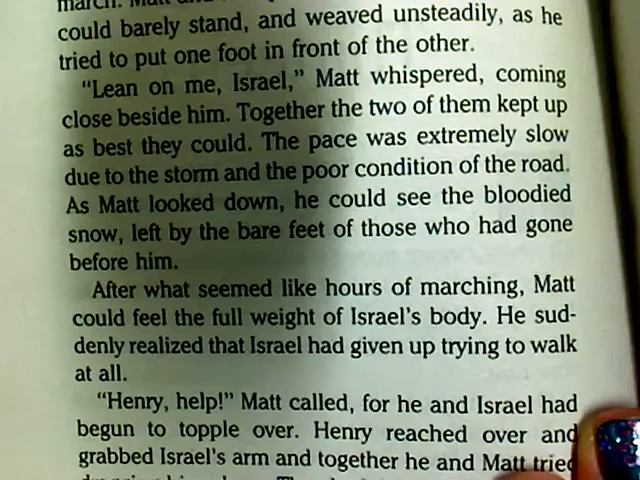 march. Matt and
could barely stand, and weaved unsteadily, as he
tried to put one foot in front of the other.
“Lean on me, Israel,” Matt whispered, coming
close beside him. Together the two of them kept up
as best they could. The pace was extremely slow
due to the storm and the poor condition of the road.
As Matt looked down, he could see the bloodied
snow, left by the bare feet of those who had gone
before him.
After what seemed like hours of marching, Matt
could feel the full weight of Israel’s body. He sud-
denly realized that Israel had given up trying to walk
at all.
“Henry, help!” Matt called, for he and Israel had
begun to topple over. Henry reached over and
grabbed Israel’s arm and together he and Matt tried